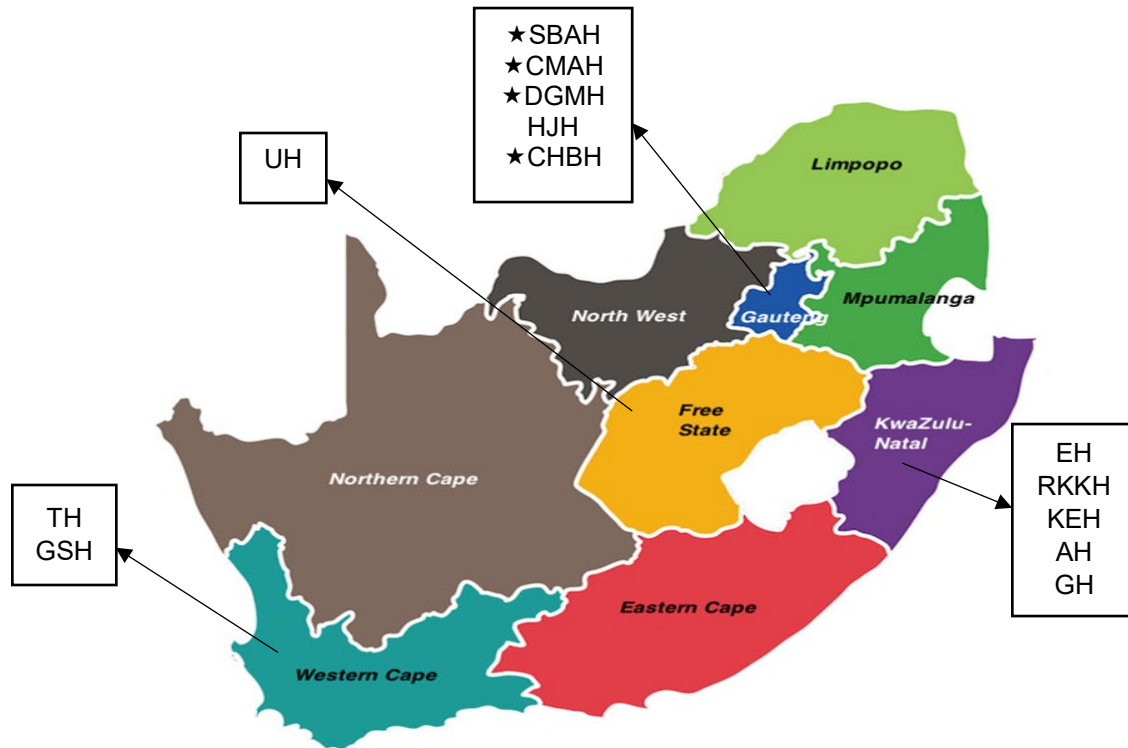 ★SBAH
★CMAH
★DGMH
HJH
★CHBH
UH
Limpopo
Mpumalanga
North West
Gauteng
Free
State
KwaZulu-
Natal
Northern Cape
EH
RKKH
KEH
AH
GH
TH
GSH
Eastern Cape
Western Cape